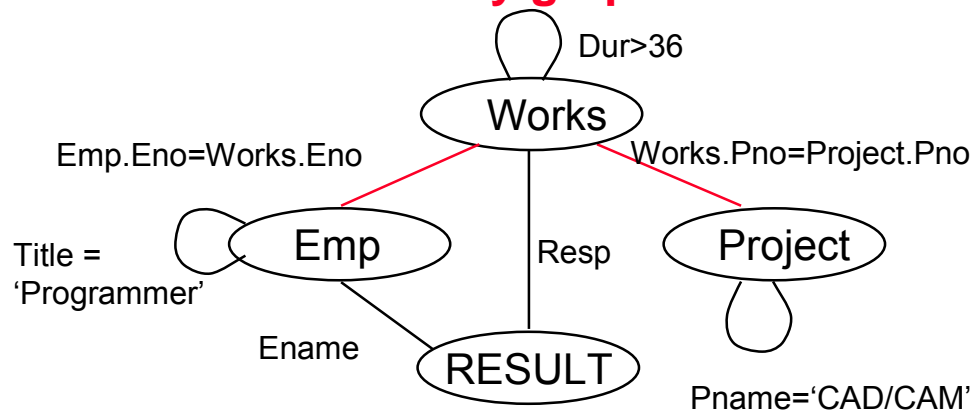 Dur>36
Works
Emp.Eno=Works.Eno
Works.Pno=Project.Pno
Emp
Project
Resp
Title =
‘Programmer’
Ename
RESULT
Pname=‘CAD/CAM’